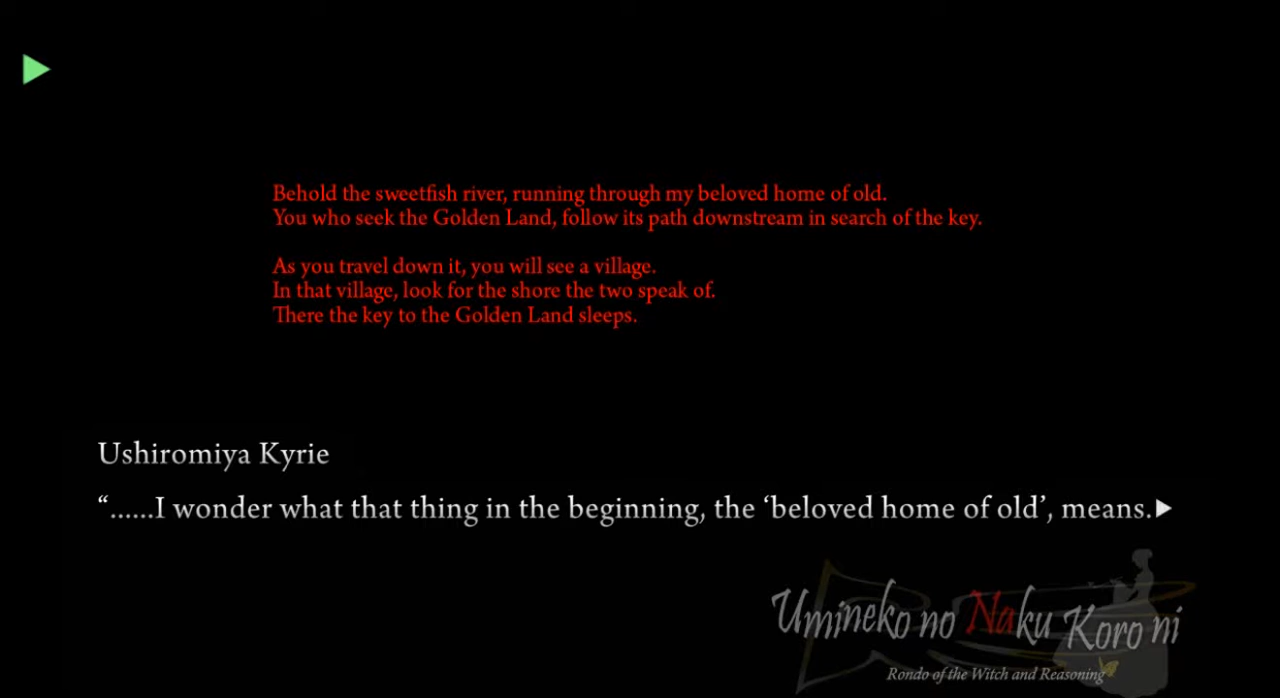 Behold the sweetfish river, running through my beloved home of old.
You who seek the Golden Land, follow its path downstream in search of the key.
As you travel down it, you will see a village.
In that village, look for the shore the two speak of.
There the key to the Golden Land sleeps.
Ushiromiya Kyrie
“......I wonder what that thing in the beginning, the ‘beloved home of old’, means.
Umineko no Naku Koro ni
Rondo of the Witch and Reasoning